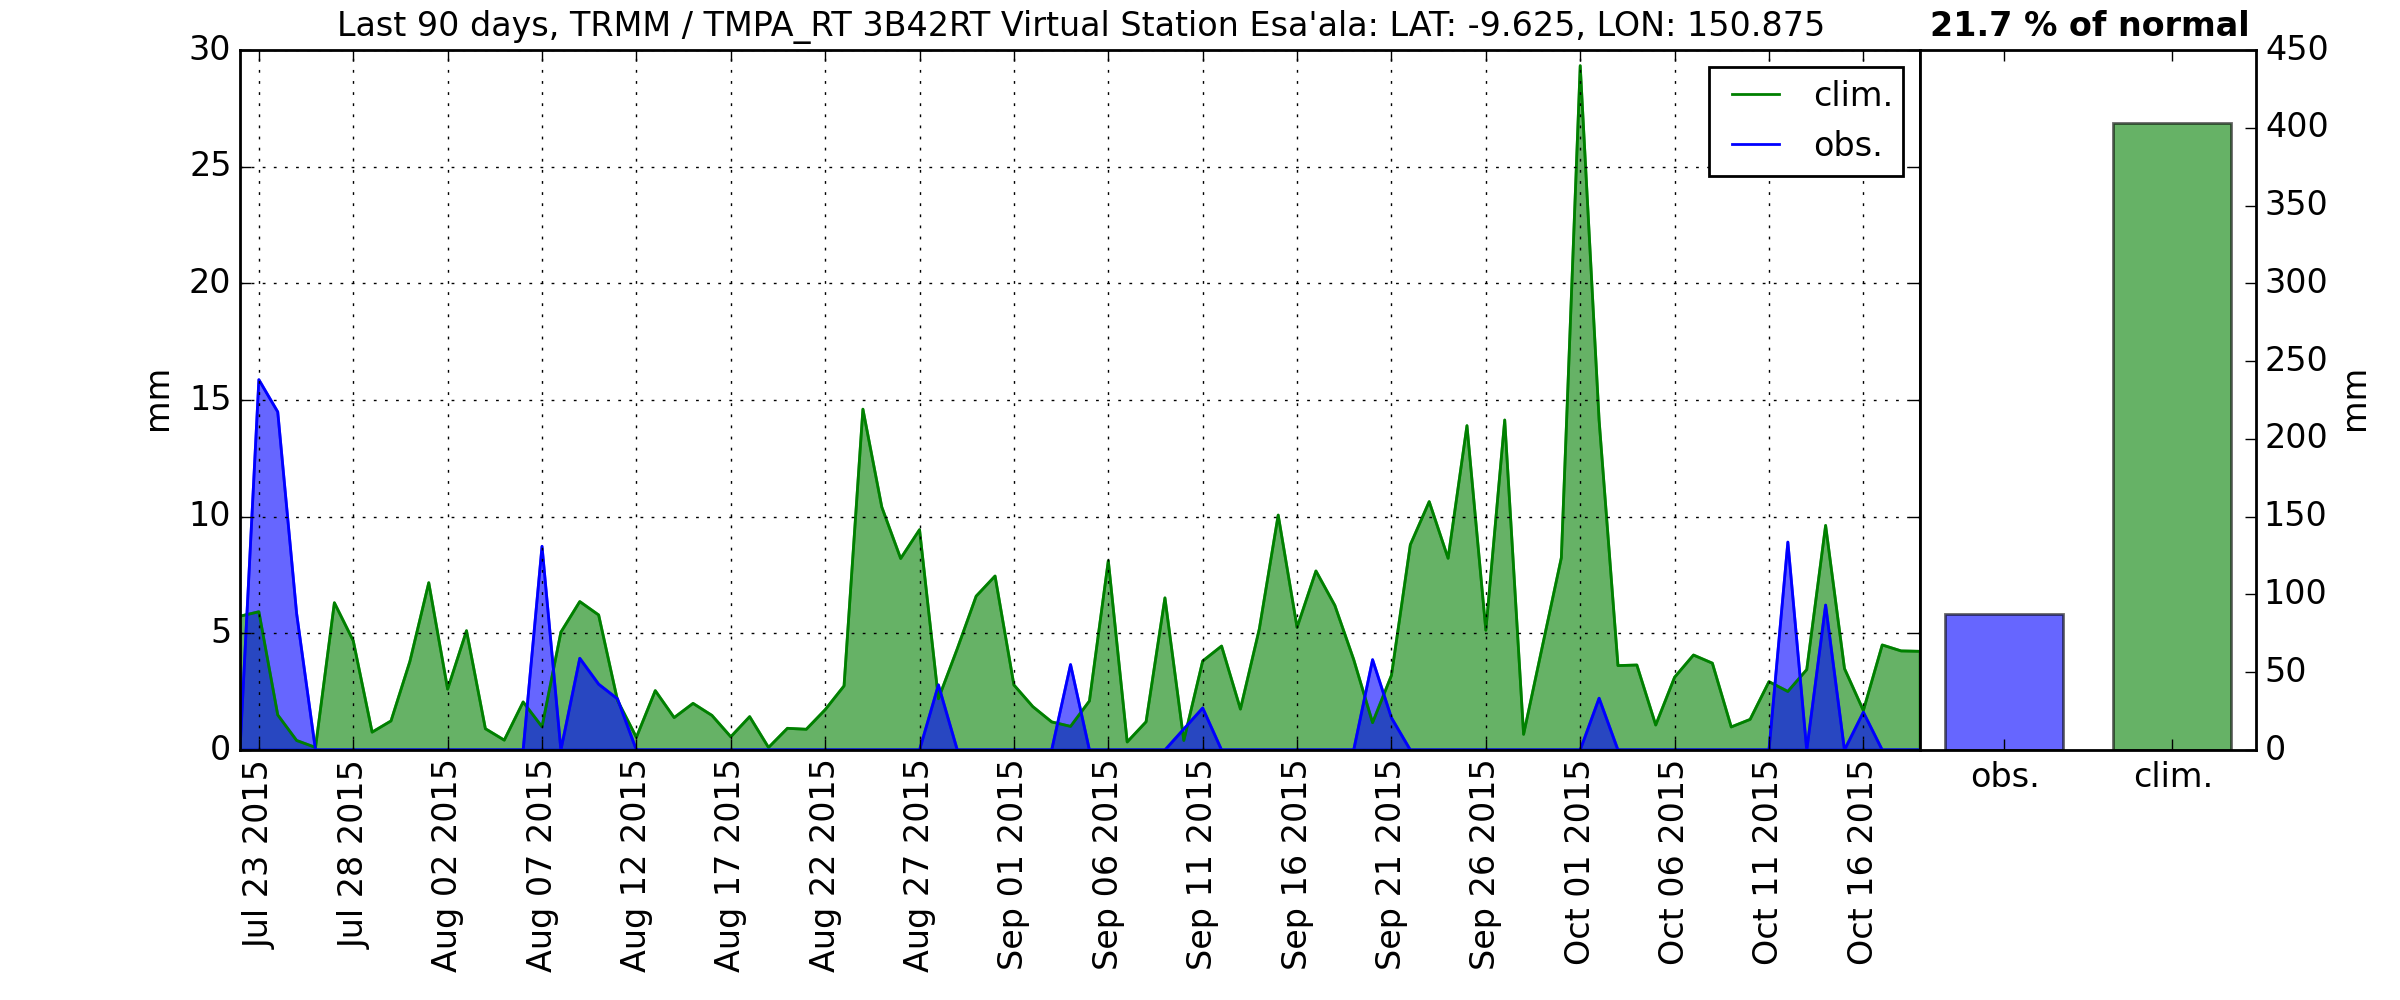 Last 90 days, TRMM / TMPA_RT 3B42RT Virtual Station Esa'ala: LAT: -9.625, LON: 150.875
21.7 % of normal
30
25
20
15
10
5
0
mm
clim.
obs.
450
400
350
300
250
200
150
100
50
0
mm
Jul 23 2015
Jul 28 2015
Aug 02 2015
Aug 07 2015
Aug 12 2015
Aug 17 2015
Aug 22 2015
Aug 27 2015
Sep 01 2015
Sep 06 2015
Sep 11 2015
Sep 16 2015
Sep 21 2015
Sep 26 2015
Oct 01 2015
Oct 06 2015
Oct 11 2015
Oct 16 2015
obs.
clim.